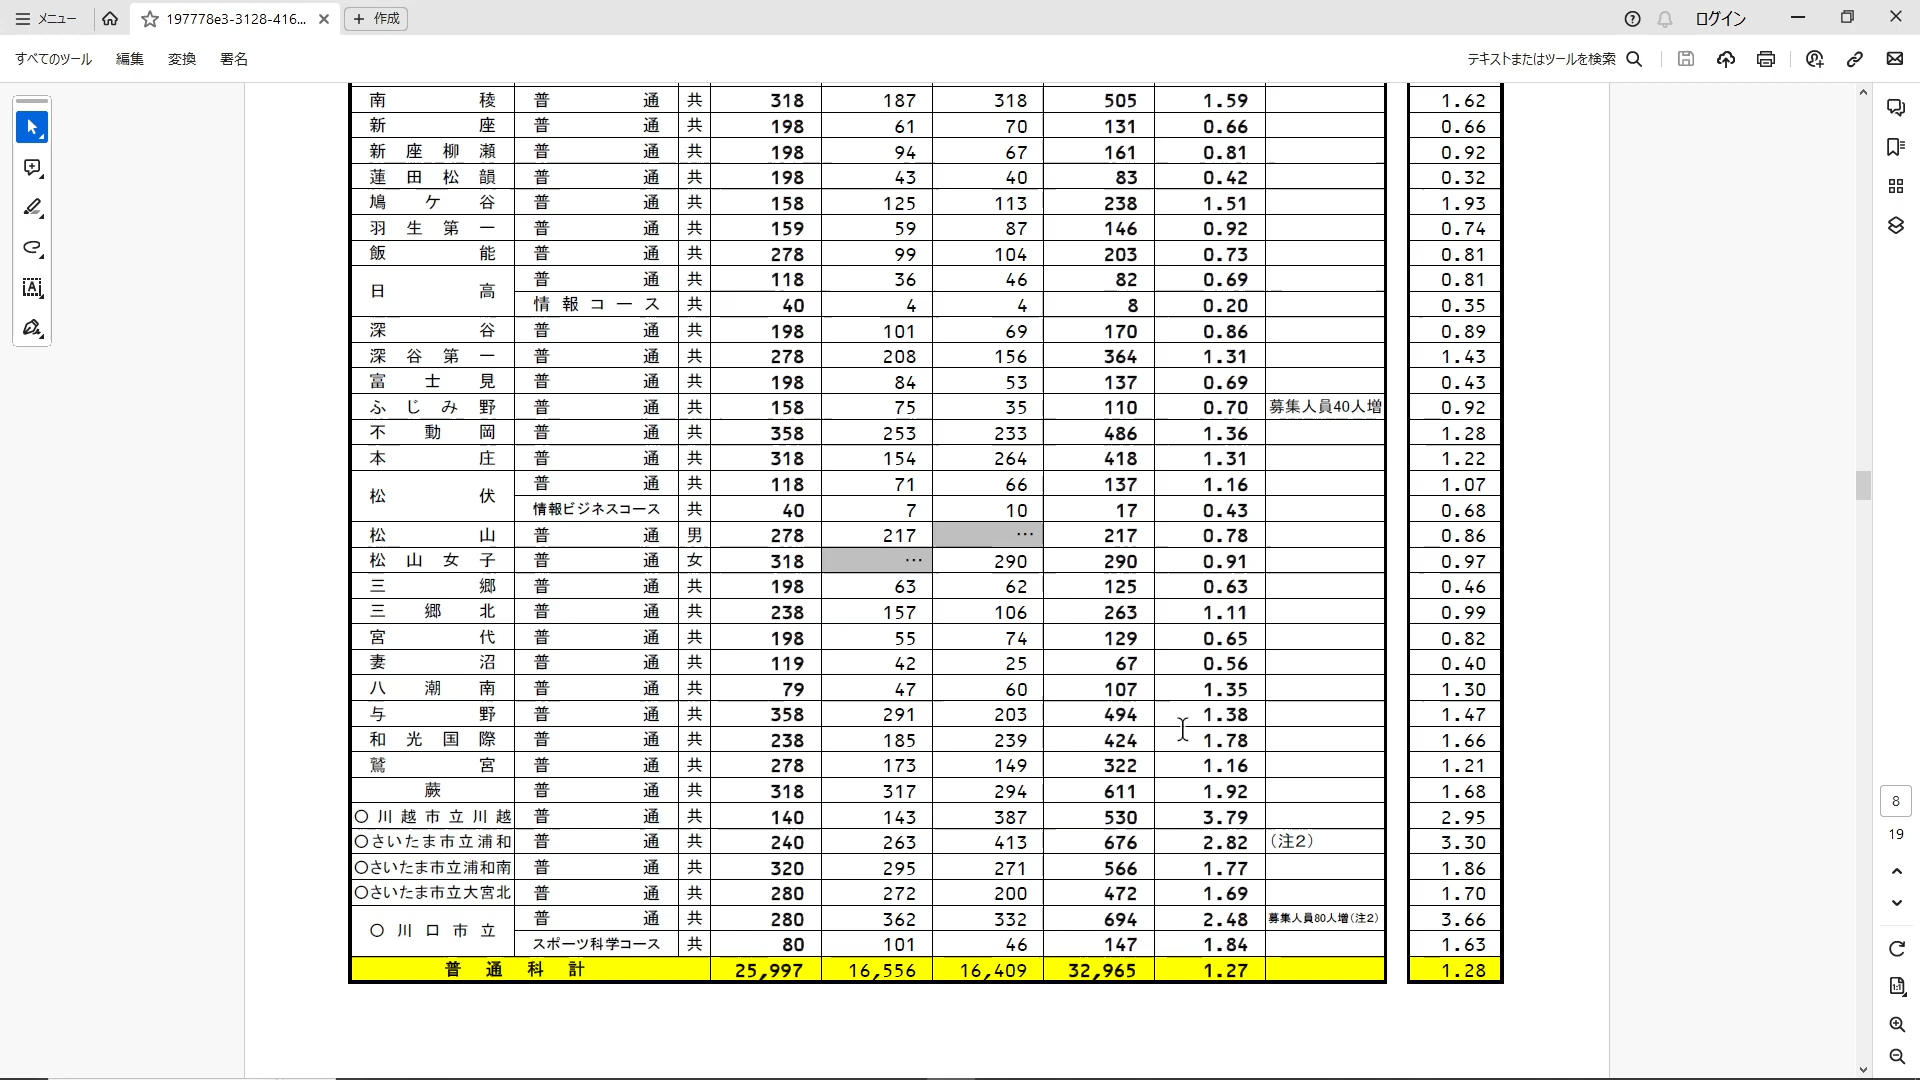 メニュー 197778e3-3128-416... 作成 ログイン
すべてのツール 編集 変換 署名 テキストまたはツールを検索
南稜 普通 共 318 187 318 505 1.59 1.62
新座 普通 共 198 61 70 131 0.66 0.66
新座柳瀬 普通 共 198 94 67 161 0.81 0.92
蓮田松韻 普通 共 198 43 40 83 0.42 0.32
鳩ケ谷 普通 共 158 125 113 238 1.51 1.93
羽生第一 普通 共 159 59 87 146 0.92 0.74
飯能 普通 共 278 99 104 203 0.73 0.81
日高 普通 共 118 36 46 82 0.69 0.81
情報コース 共 40 4 4 8 0.20 0.35
深谷 普通 共 198 101 69 170 0.86 0.89
深谷第一 普通 共 278 208 156 364 1.31 1.43
富士見 普通 共 198 84 53 137 0.69 0.43
ふじみ野 普通 共 158 75 35 110 0.70 募集人員40人増 0.92
不動岡 普通 共 358 253 233 486 1.36 1.28
本庄 普通 共 318 154 264 418 1.31 1.22
松伏 普通 共 118 71 66 137 1.16 1.07
情報ビジネスコース 共 40 7 10 17 0.43 0.68
松山 普通 男 278 217 … 217 0.78 0.86
松山女子 普通 女 318 … 290 290 0.91 0.97
三郷 普通 共 198 63 62 125 0.63 0.46
三郷北 普通 共 238 157 106 263 1.11 0.99
宮代 普通 共 198 55 74 129 0.65 0.82
妻沼 普通 共 119 42 25 67 0.56 0.40
八潮南 普通 共 79 47 60 107 1.35 1.30
与野 普通 共 358 291 203 494 1.38 1.47
和光国際 普通 共 238 185 239 424 1.78 1.66
鷲宮 普通 共 278 173 149 322 1.16 1.21
蕨 普通 共 318 317 294 611 1.92 1.68
〇川越市立川越 普通 共 140 143 387 530 3.79 2.95
〇さいたま市立浦和 普通 共 240 263 413 676 2.82 （注２） 3.30
〇さいたま市立浦和南 普通 共 320 295 271 566 1.77 1.86
〇さいたま市立大宮北 普通 共 280 272 200 472 1.69 1.70
〇川口市立 普通 共 280 362 332 694 2.48 募集人員80人増（注２） 3.66
スポーツ科学コース 共 80 101 46 147 1.84 1.63
普通科計 25,997 16,556 16,409 32,965 1.27 1.28
8
19